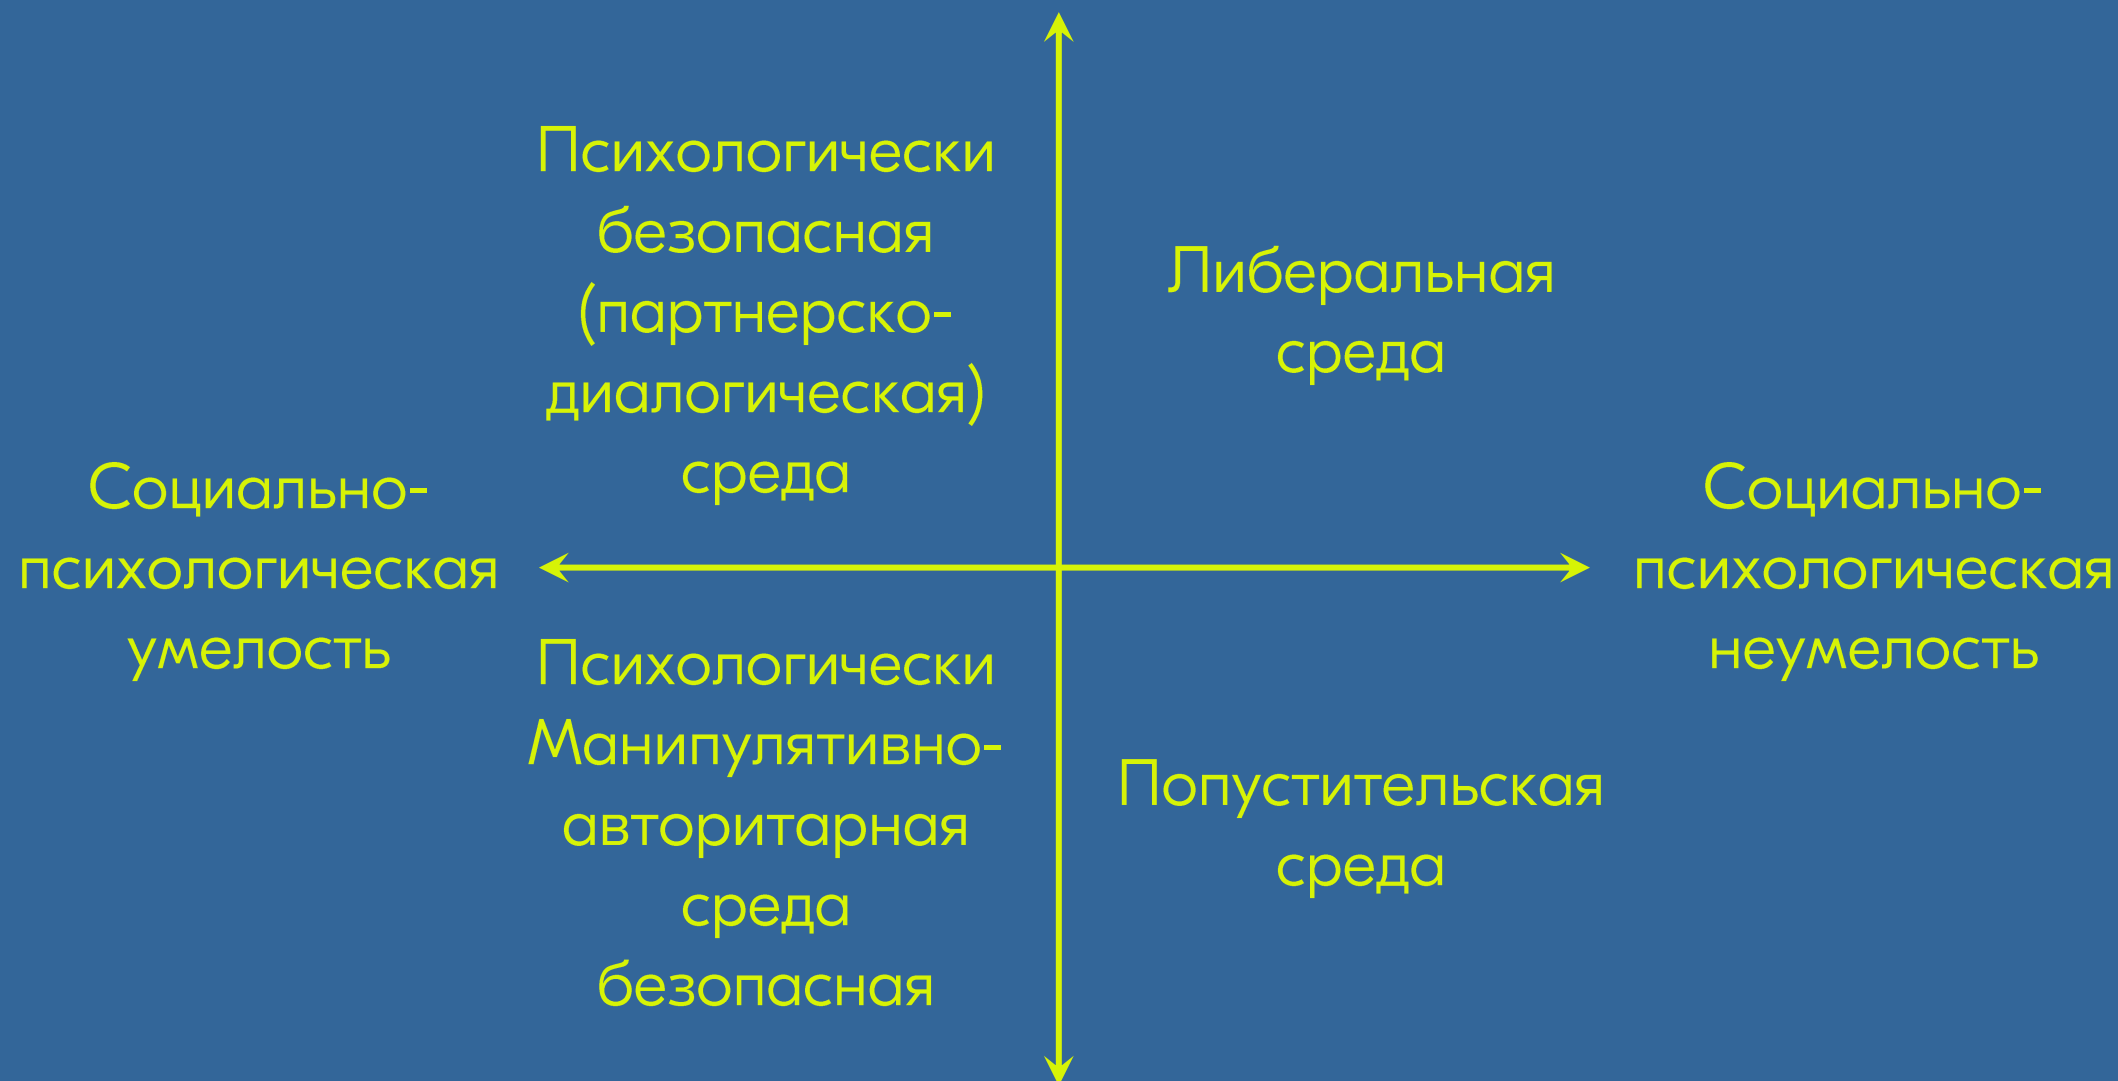 Психологически
безопасная
(партнерско-
диалогическая)
среда
Либеральная
среда
Социально-
психологическая
умелость
Социально-
психологическая
неумелость
Психологически
Манипулятивно-
авторитарная
среда
безопасная
Попустительская
среда